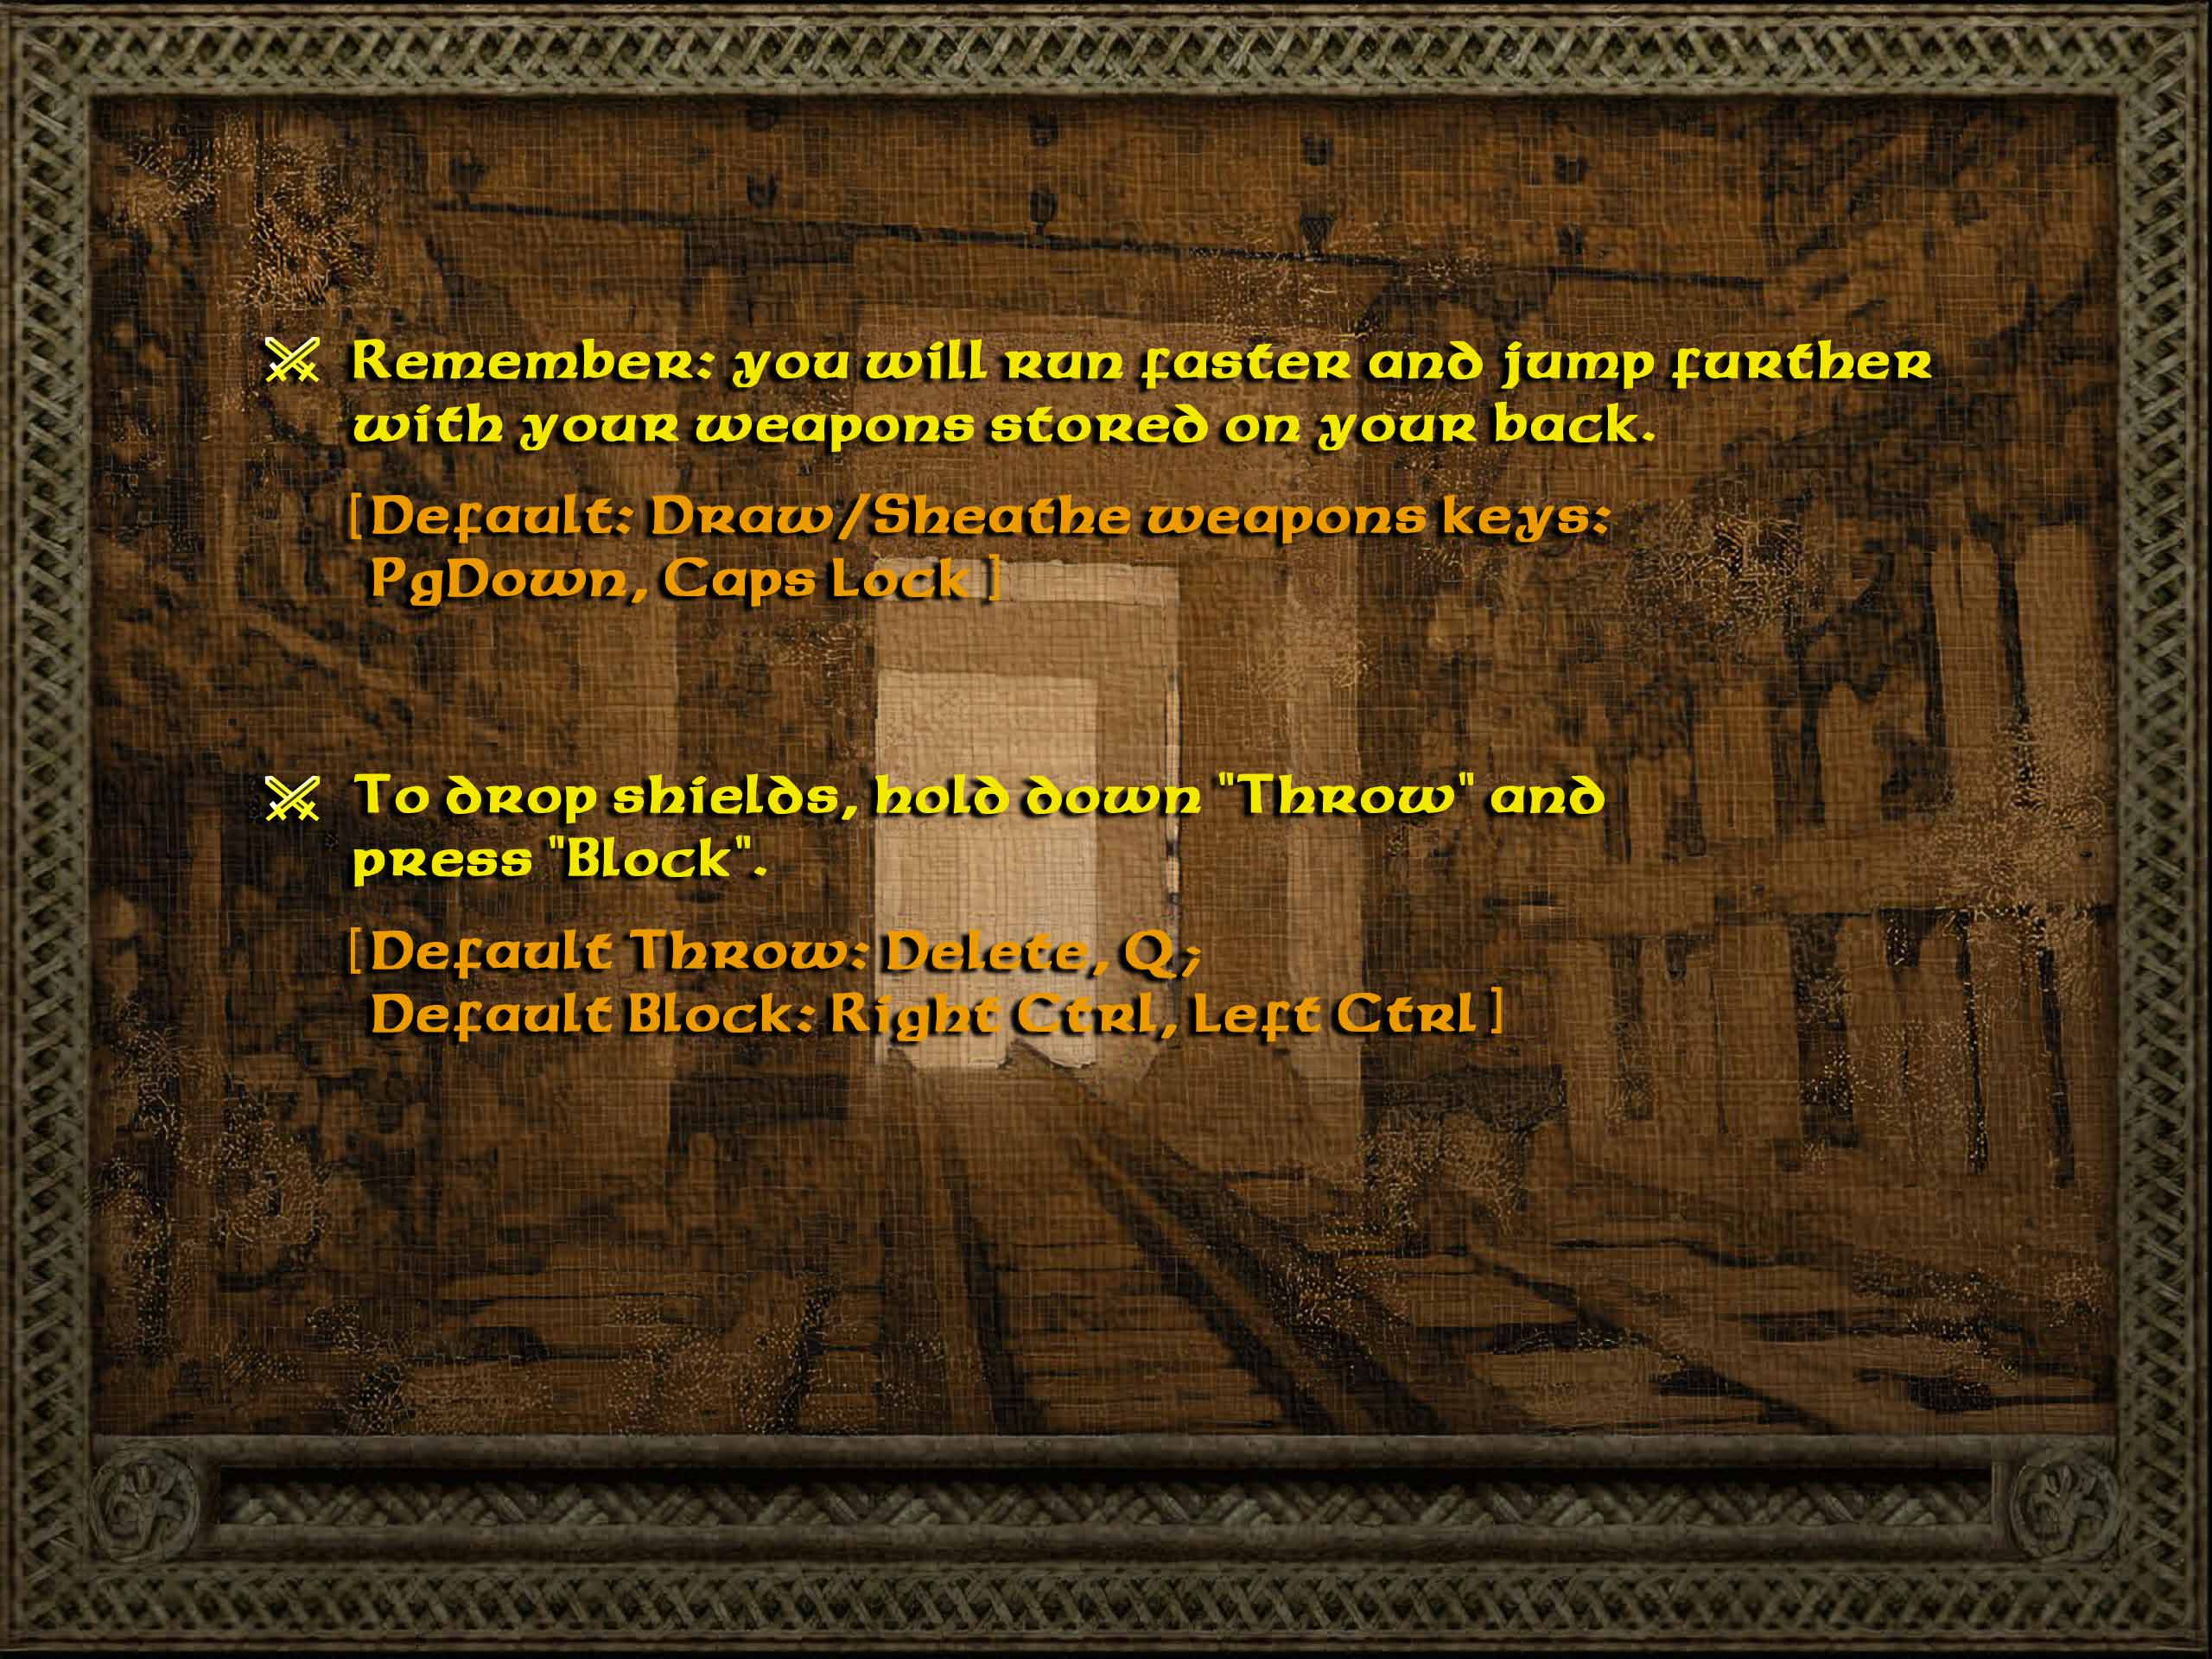 Remember: you will run faster and jump further
with your weapons stored on your back.
[Default: Draw/Sheathe weapons keys:
PgDown, Caps Lock ]
To drop shields, hold down "Throw" and
press "Block".
[Default Throw: Delete, Q;
Default Block: Right Ctrl, Left Ctrl ]